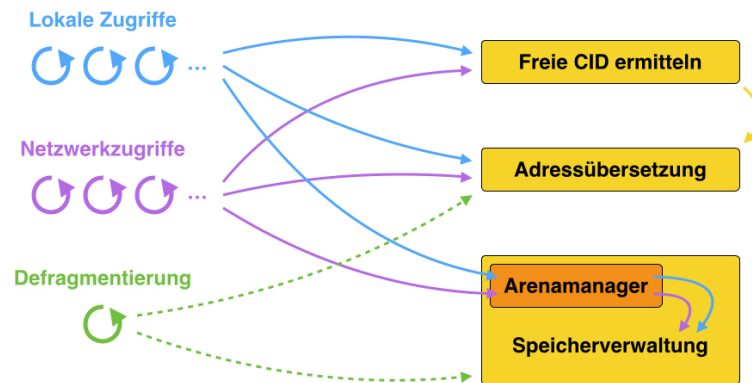 Lokale Zugriffe
...
Freie CID ermitteln
Netzwerkzugriffe
...
Adressübersetzung
Defragmentierung
Arenamanager
Speicherverwaltung